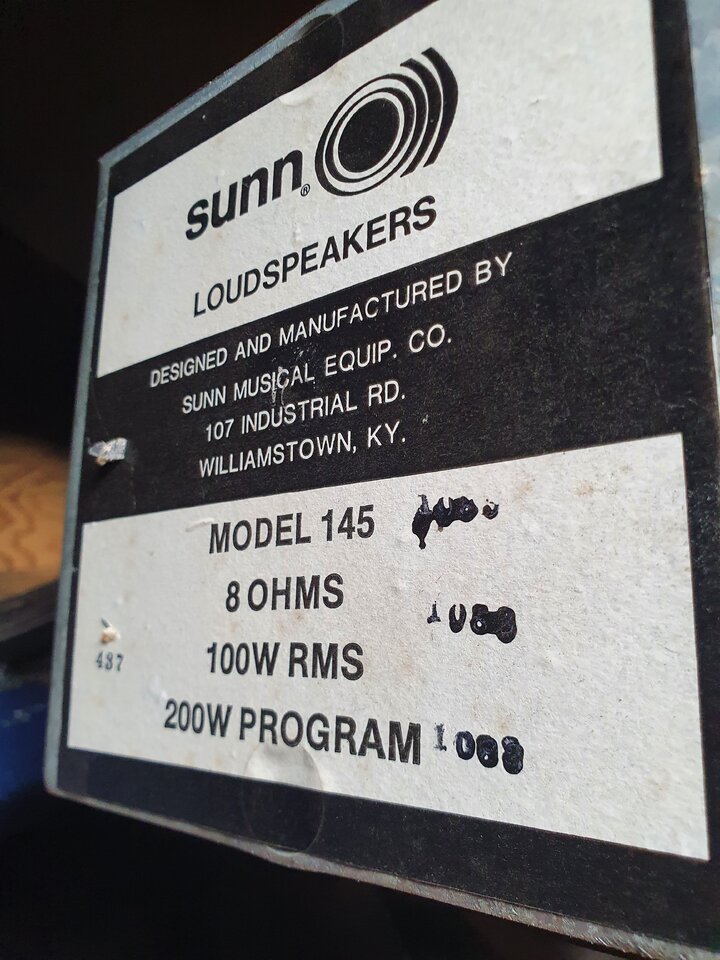 sunn®
LOUDSPEAKERS
DESIGNED AND MANUFACTURED BY
SUNN MUSICAL EQUIP. CO.
107 INDUSTRIAL RD.
WILLIAMSTOWN, KY.
MODEL 145
8 OHMS
437
100W RMS
200W PROGRAM